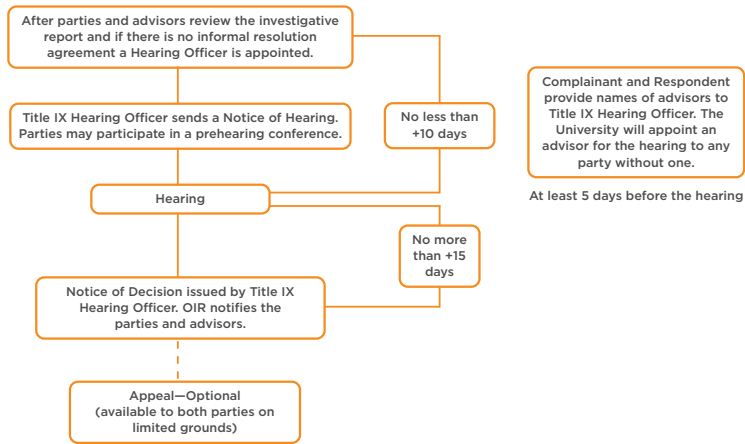 After parties and advisors review the investigative
report and if there is no informal resolution
agreement a Hearing Officer is appointed.
Title IX Hearing Officer sends a Notice of Hearing.
Parties may participate in a prehearing conference.
No less than
+10 days
Hearing
No more
than +15
days
Notice of Decision issued by Title IX
Hearing Officer. OIR notifies the
parties and advisors.
Appeal—Optional
(available to both parties on
limited grounds)
Complainant and Respondent
provide names of advisors to
Title IX Hearing Officer. The
University will appoint an
advisor for the hearing to any
party without one.
At least 5 days before the hearing